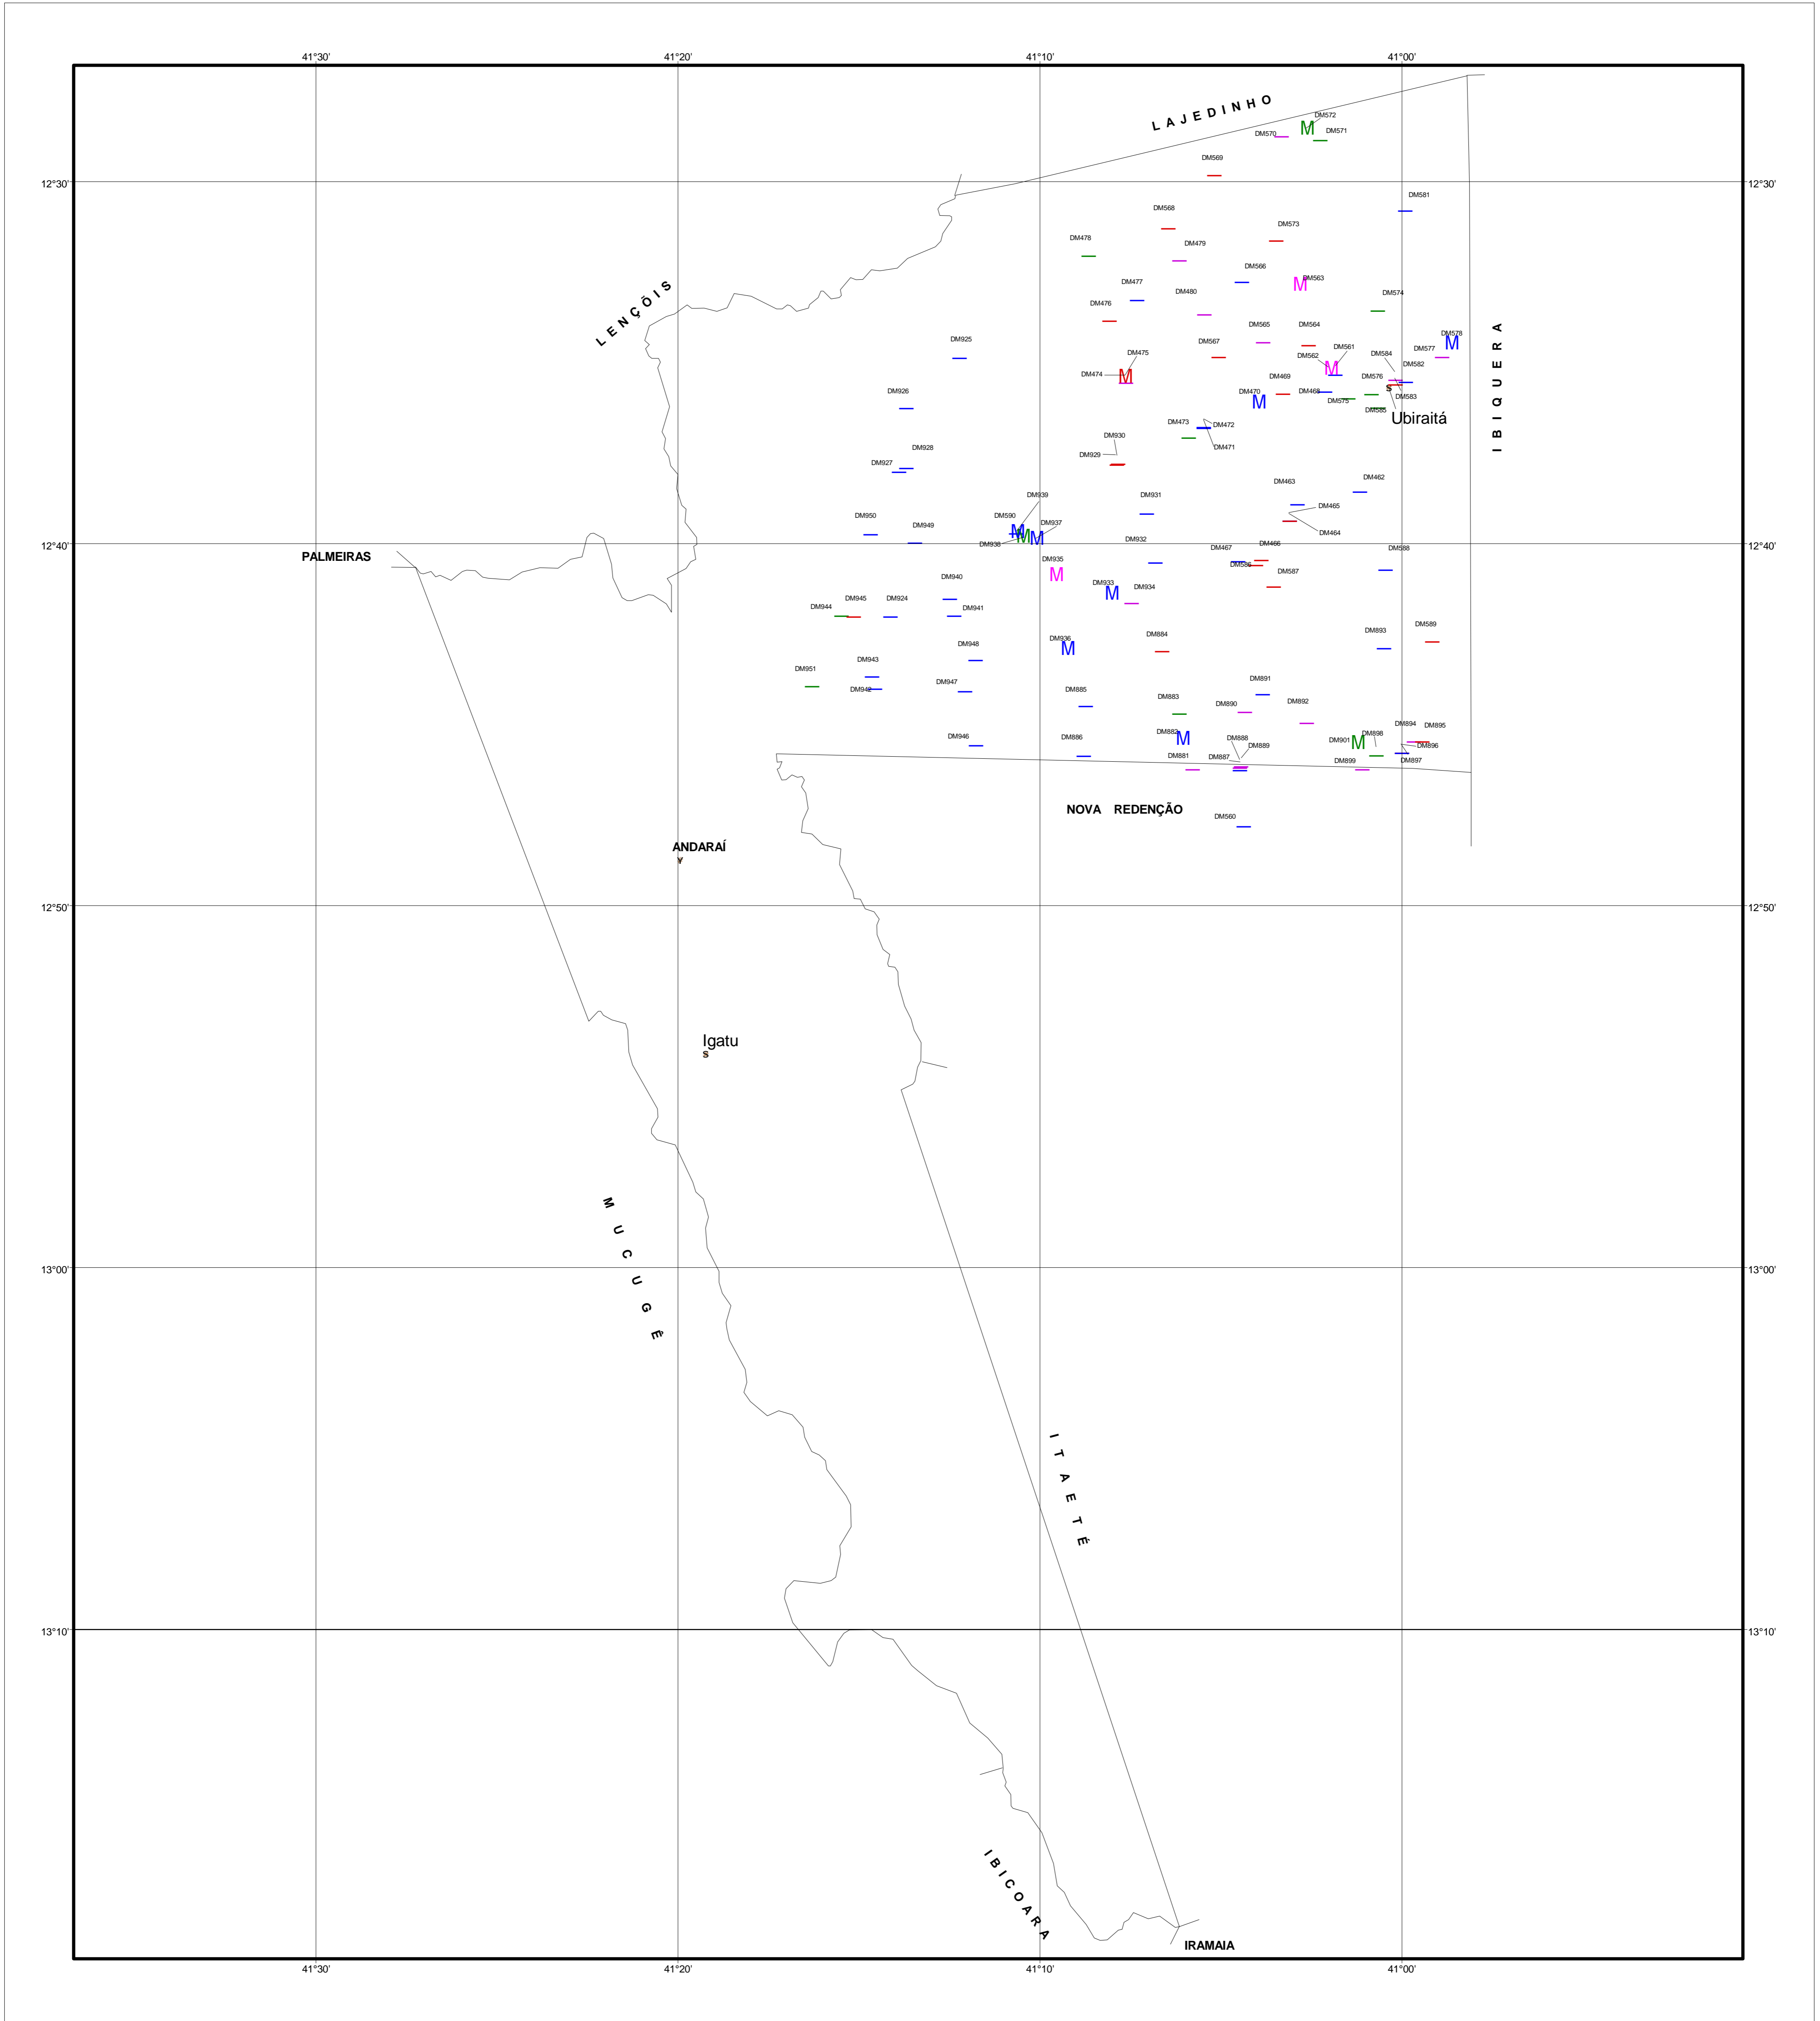 41°30'
41°20'
41°10'
41°00'
LAJEDINHO
DM572
DM570
DM571
DM569
12°30'
12°30'
M
DM581
DM568
DM573
DM478
DM479
DM566
DM563
M
DM477
DM480
DM574
LENÇÕIS
DM476
DM565
DM564
DM578
M
DM925
DM475
DM567
DM562
DM561
DM584
DM577
DM582
M
DM474
M
DM469
DM468
DM576
DM583
IBIQUERA
DM926
DM470
M
DM575
DM585
S
Ubiraitá
DM473
DM472
DM471
DM930
DM928
DM929
DM927
DM939
DM931
DM463
DM462
DM465
DM464
DM950
DM949
DM590
DM937
M
M
M
DM938
DM932
DM467
DM466
DM588
12°40'
12°40'
PALMEIRAS
DM935
M
DM586
DM587
DM940
DM933
M
DM934
DM944
DM945
DM924
DM941
DM948
DM936
M
DM884
DM893
DM589
DM951
DM943
DM942
DM947
DM885
DM883
DM891
DM890
DM892
DM946
DM886
DM882
M
DM888
DM889
DM887
DM881
DM901
M
DM898
DM894
DM895
DM896
DM897
DM899
NOVA REDENÇÃO
DM560
ANDARAÍ
V
12°50'
12°50'
Igatu
S
MUCUGÉ
13°00'
13°00'
ITAETÉ
13°10'
13°10'
IBICOARA
IRAMAIA
41°30'
41°20'
41°10'
41°00'